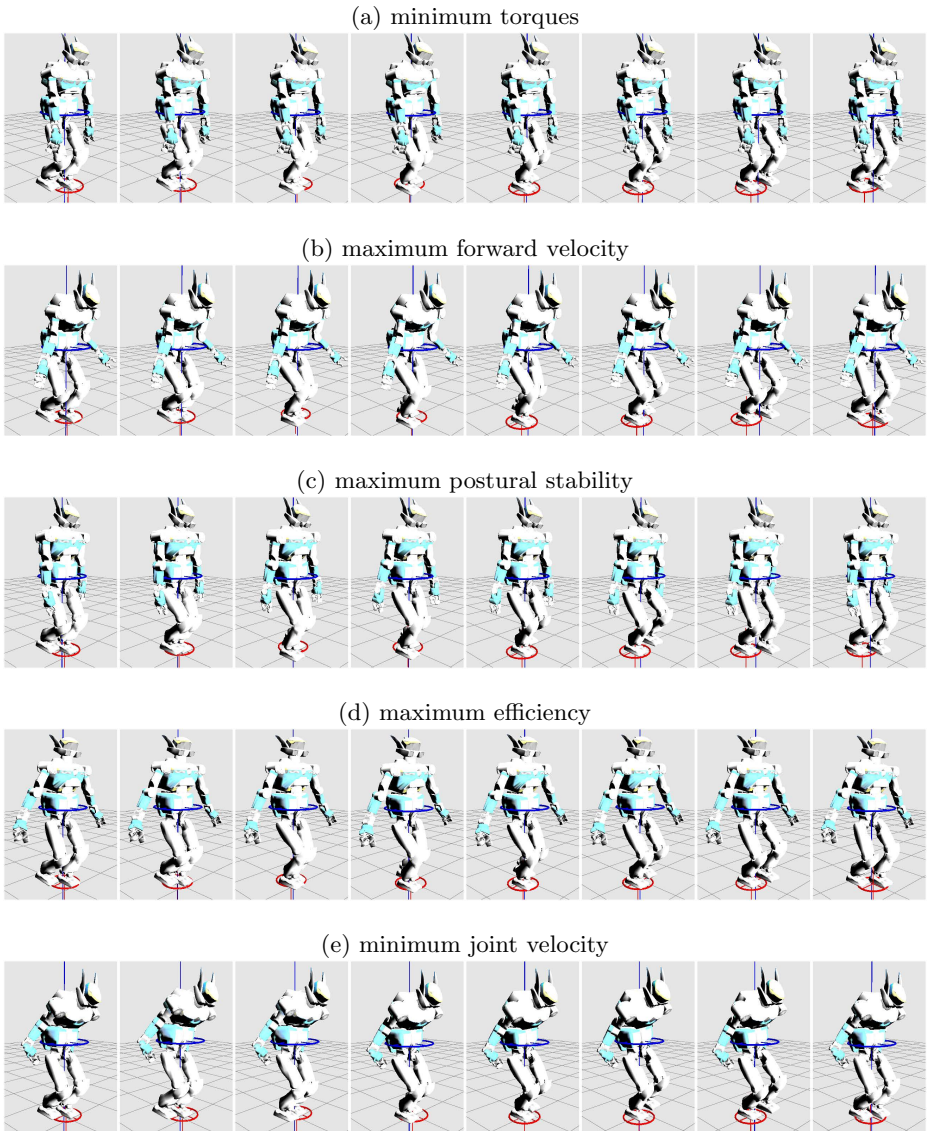 (a) minimum torques
(b) maximum forward velocity
(c) maximum postural stability
(d) maximum efficiency
(e) minimum joint velocity